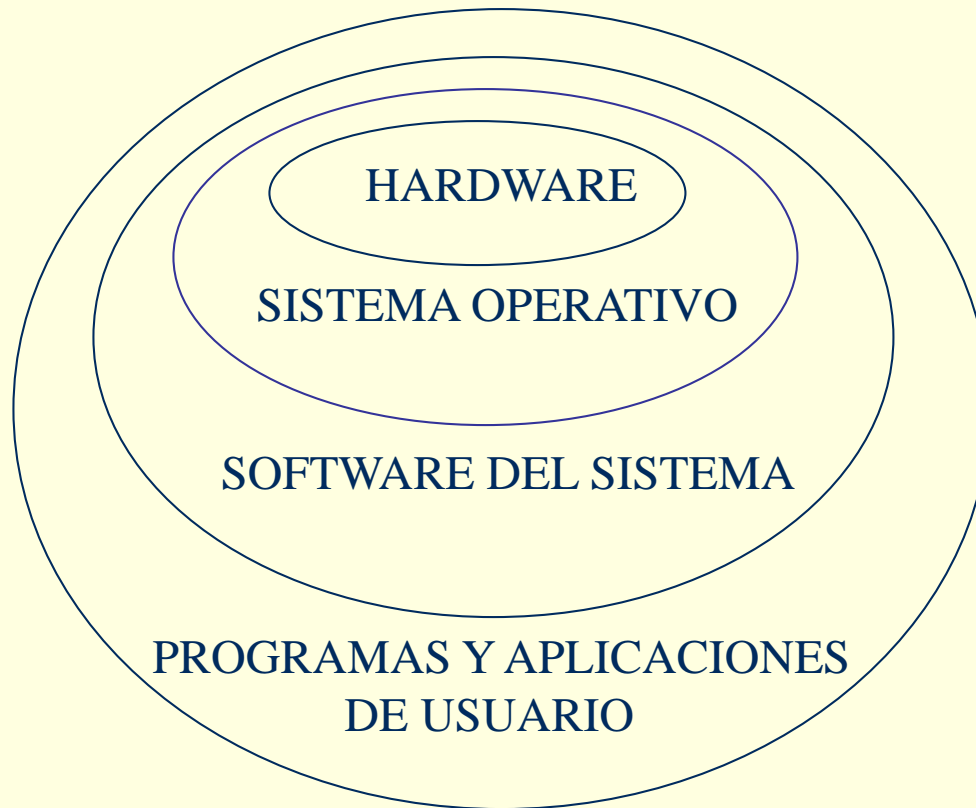 HARDWARE
SISTEMA OPERATIVO
SOFTWARE DEL SISTEMA
PROGRAMAS Y APLICACIONES
DE USUARIO